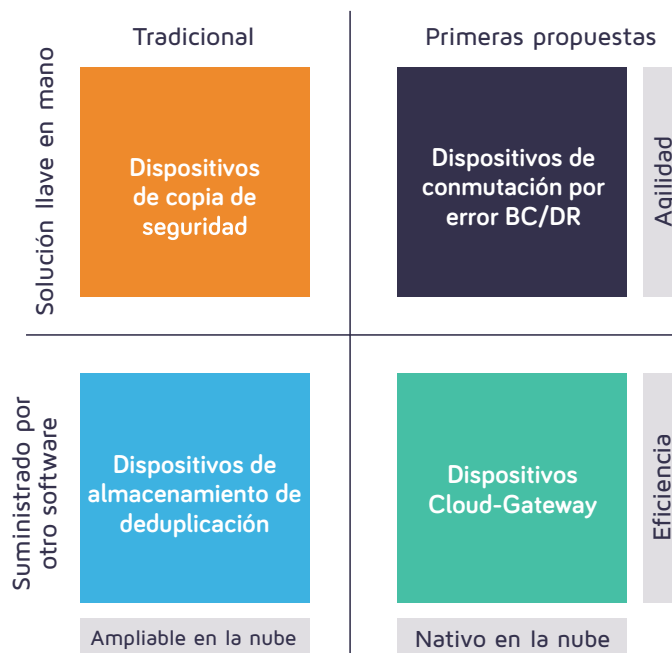 Tradicional
Primeras propuestas
Solución llave en mano
Dispositivos
de copia de
seguridad
Dispositivos de
conmutación por
error BC/DR
Agilidad
Suministrado por
otro software
Dispositivos de
almacenamiento de
deduplicación
Dispositivos
Cloud-Gateway
Eficiencia
Ampliable en la nube
Nativo en la nube